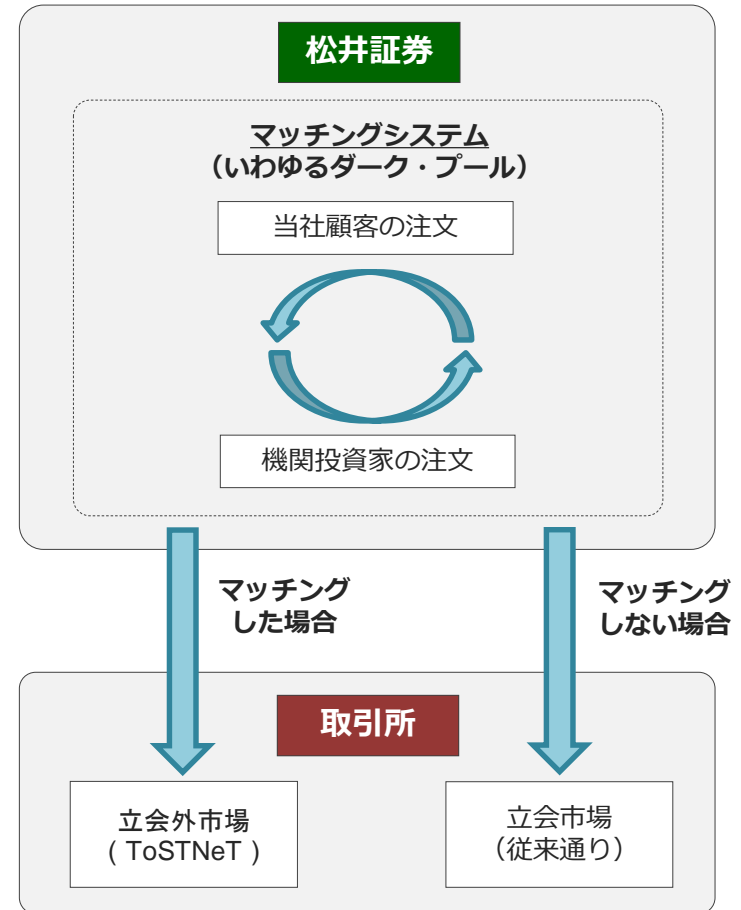 松井証券
マッチングシステム
（いわゆるダーク・プール）
当社顧客の注文
機関投資家の注文
マッチング
した場合
マッチング
しない場合
取引所
立会外市場
( ToSTNeT )
立会市場
（従来通り）